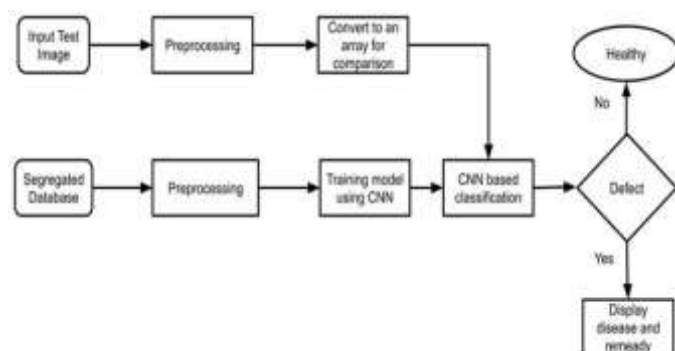 Input Test
Image
Preprocessing
Convert to an
array for
comparison
Healthy
No
Segregated
Database
Preprocessing
Training model
using CNN
CNN based
classification
Defect
Yes
Display
disease and
remeady